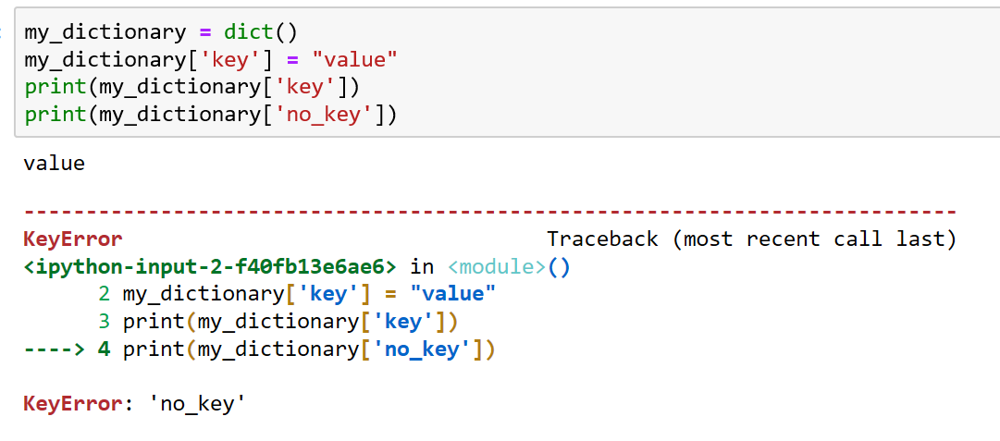 my_dictionary = dict()
my_dictionary['key'] = "value"
print(my_dictionary['key'])
print(my_dictionary['no_key'])
value
---------------------------------------------------------------------------
KeyError                                  Traceback (most recent call last)
<ipython-input-2-f40fb13e6ae6> in <module>()
      2 my_dictionary['key'] = "value"
      3 print(my_dictionary['key'])
----> 4 print(my_dictionary['no_key'])
KeyError: 'no_key'